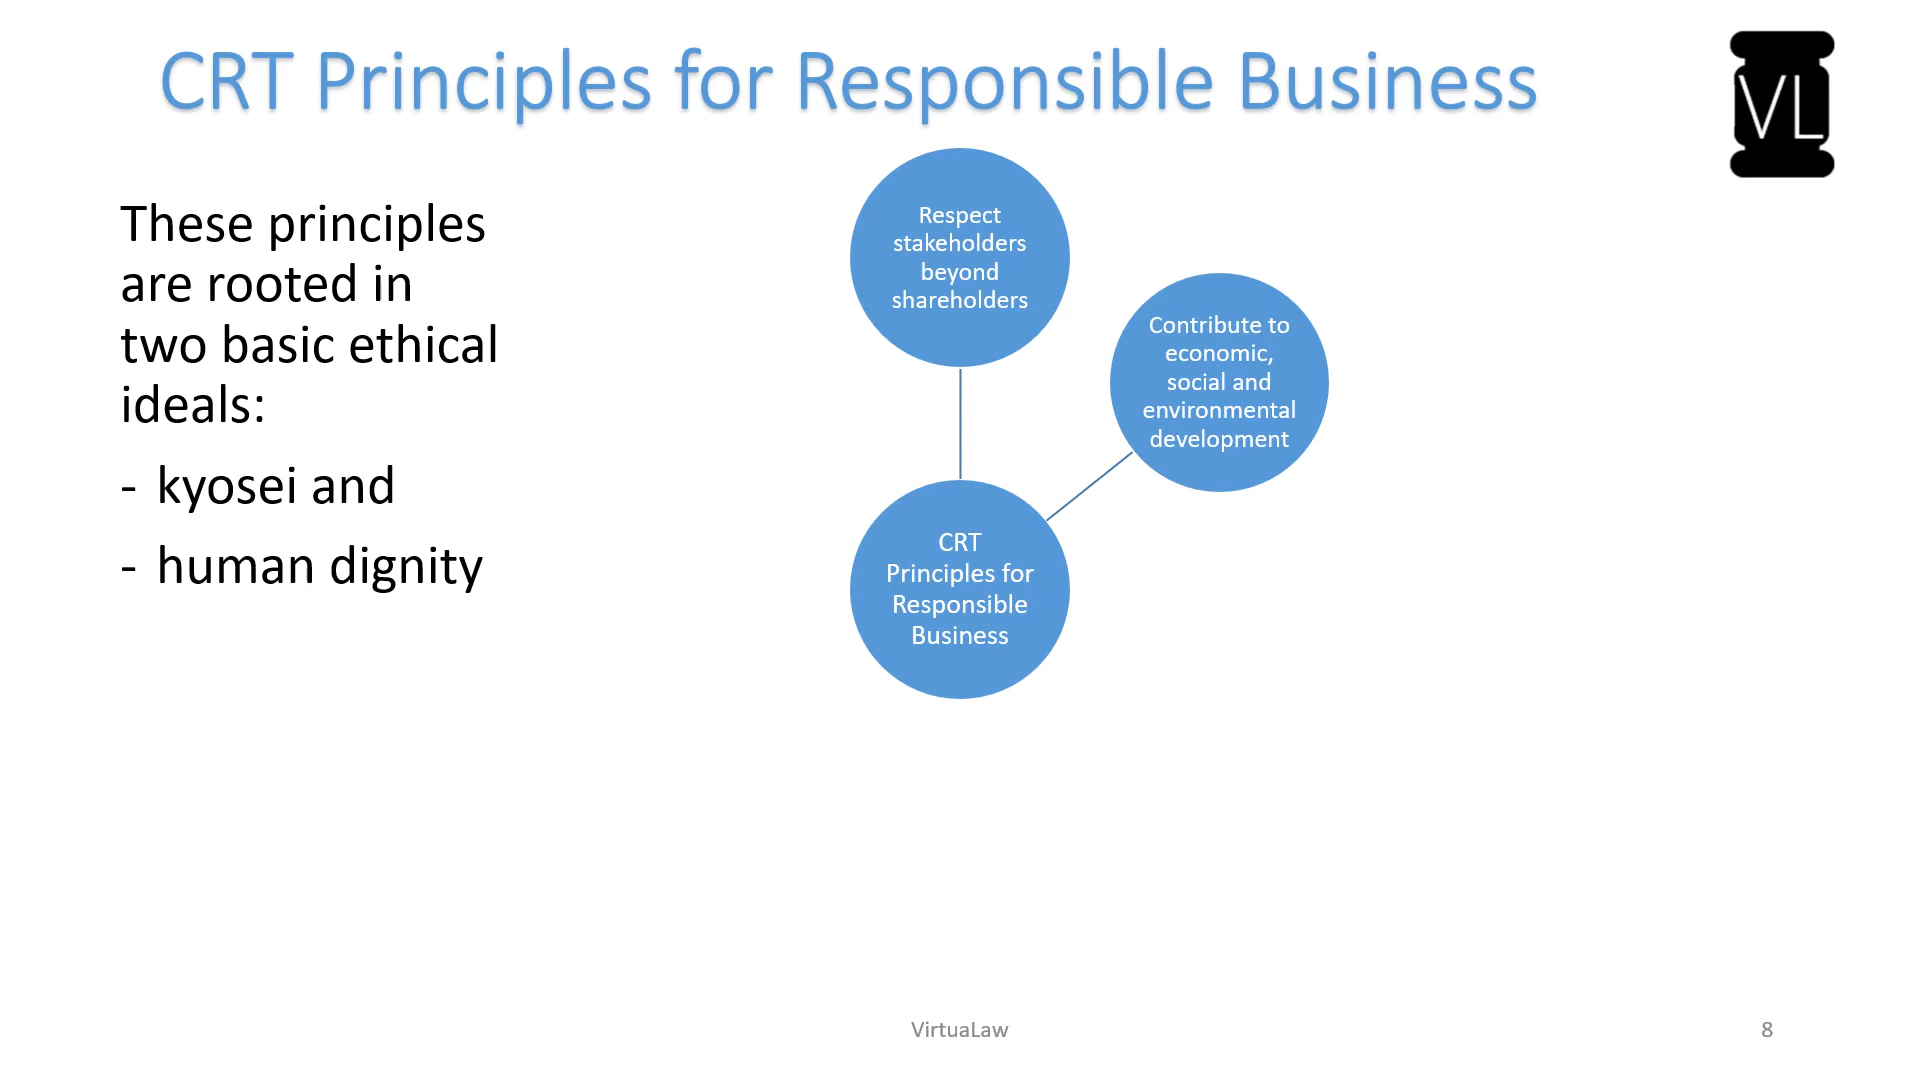 CRT Principles for Responsible Business
VL
These principles
are rooted in
two basic ethical
ideals:
- kyosei and
- human dignity
Respect
stakeholders
beyond
shareholders
Contribute to
economic,
social and
environmental
development
CRT
Principles for
Responsible
Business
VirtuaLaw
8